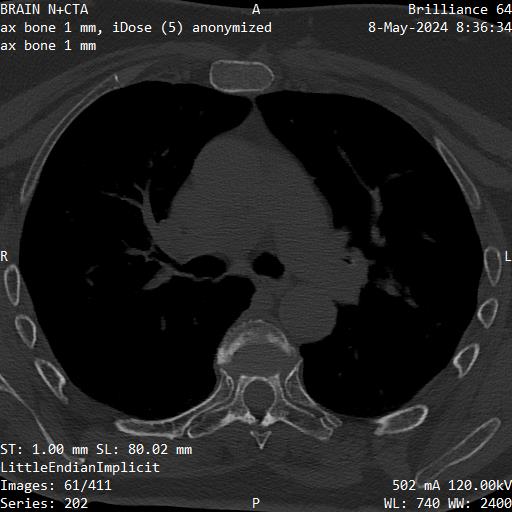 BRAIN N+CTA A Brilliance 64
ax bone 1 mm, iDose (5) anonymized 8-May-2024 8:36:34
ax bone 1 mm
R L
ST: 1.00 mm SL: 80.02 mm
LittleEndianImplicit
Images: 61/411 502 mA 120.00kV
Series: 202 P WL: 740 WW: 2400